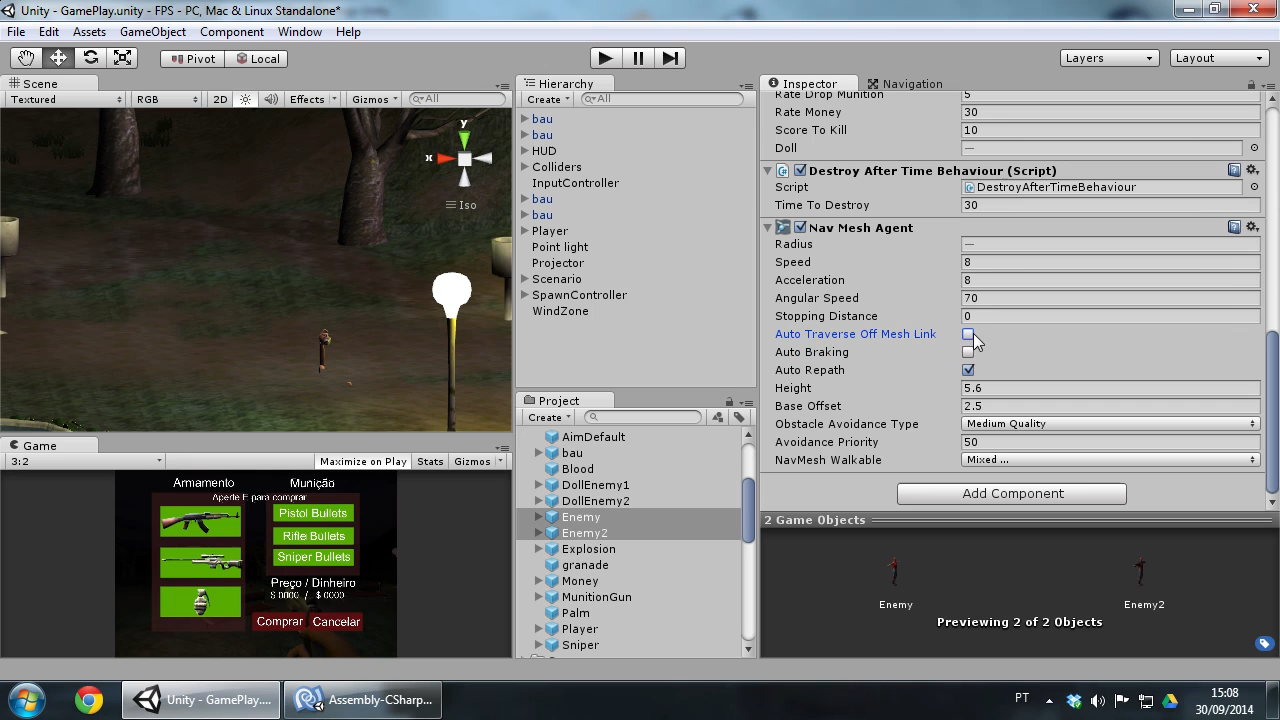 Unity - GamePlay.unity - FPS - PC, Mac & Linux Standalone*
File Edit Assets GameObject Component Window Help
Pivot Local Layers Layout
Scene
Textured RGB 2D Effects Gizmos All
y
x
Iso
Game
3:2 Maximize on Play Stats Gizmos
Armamento Munição
Aperte E para comprar
Pistol Bullets
Rifle Bullets
Sniper Bullets
Preço / Dinheiro
$ 0000 / $ 0000
Comprar Cancelar
Hierarchy
Create All
bau
bau
HUD
Colliders
InputController
bau
bau
Player
Point light
Projector
Scenario
SpawnController
WindZone
Project
Create
AimDefault
bau
Blood
DollEnemy1
DollEnemy2
Enemy
Enemy2
Explosion
granade
Money
MunitionGun
Palm
Player
Sniper
Inspector Navigation
Rate Drop Munition 5
Rate Money 30
Score To Kill 10
Doll —
Destroy After Time Behaviour (Script)
Script DestroyAfterTimeBehaviour
Time To Destroy 30
Nav Mesh Agent
Radius —
Speed 8
Acceleration 8
Angular Speed 70
Stopping Distance 0
Auto Traverse Off Mesh Link
Auto Braking
Auto Repath
Height 5.6
Base Offset 2.5
Obstacle Avoidance Type Medium Quality
Avoidance Priority 50
NavMesh Walkable Mixed ...
Add Component
2 Game Objects
Enemy Enemy2
Previewing 2 of 2 Objects
Unity - GamePlay.... Assembly-CSharp... PT 15:08
30/09/2014